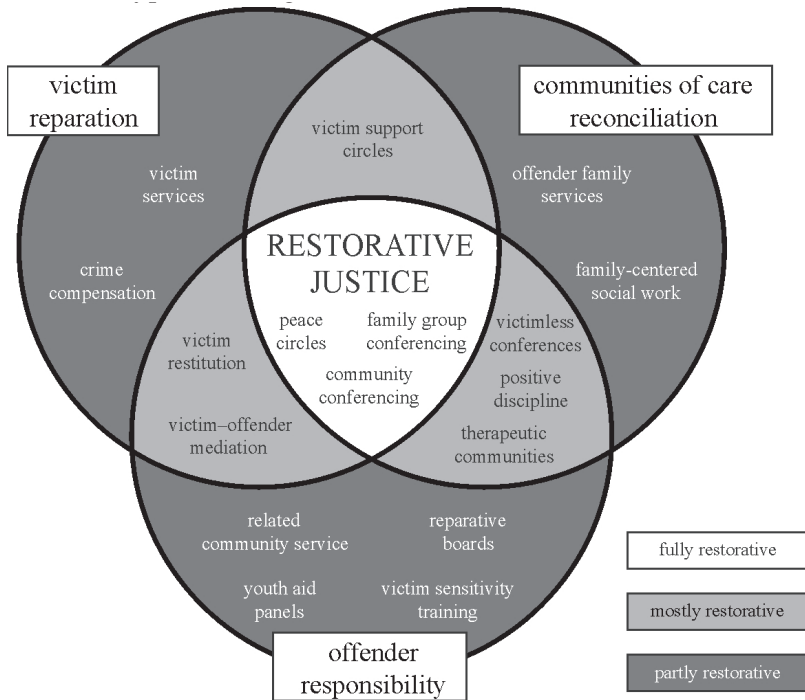 victim
reparation
communities of care
reconciliation
victim support
circles
victim
services
offender family
services
RESTORATIVE
JUSTICE
crime
compensation
family-centered
social work
peace
circles
family group
conferencing
victimless
conferences
victim
restitution
community
conferencing
positive
discipline
victim–offender
mediation
therapeutic
communities
related
community service
reparative
boards
youth aid
panels
victim sensitivity
training
offender
responsibility
fully restorative
mostly restorative
partly restorative